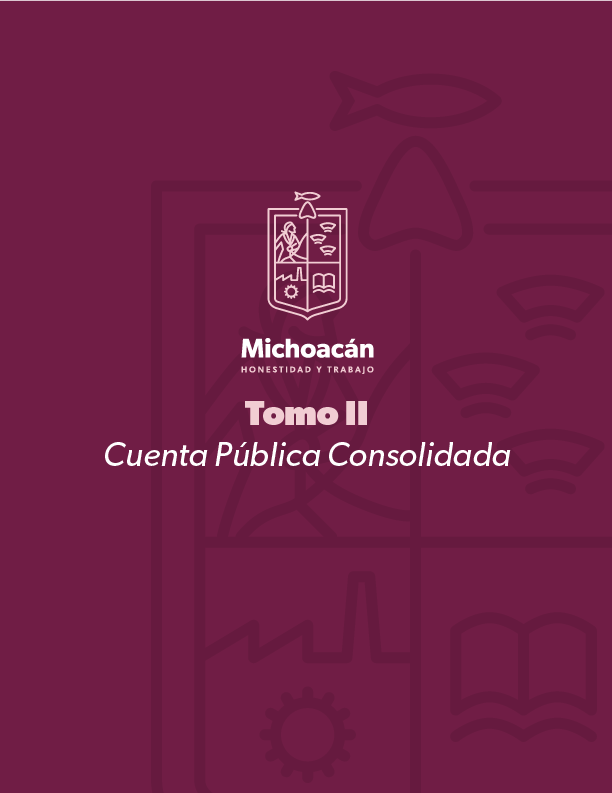 Michoacán
HONESTIDAD Y TRABAJO
Tomo II
Cuenta Pública Consolidada